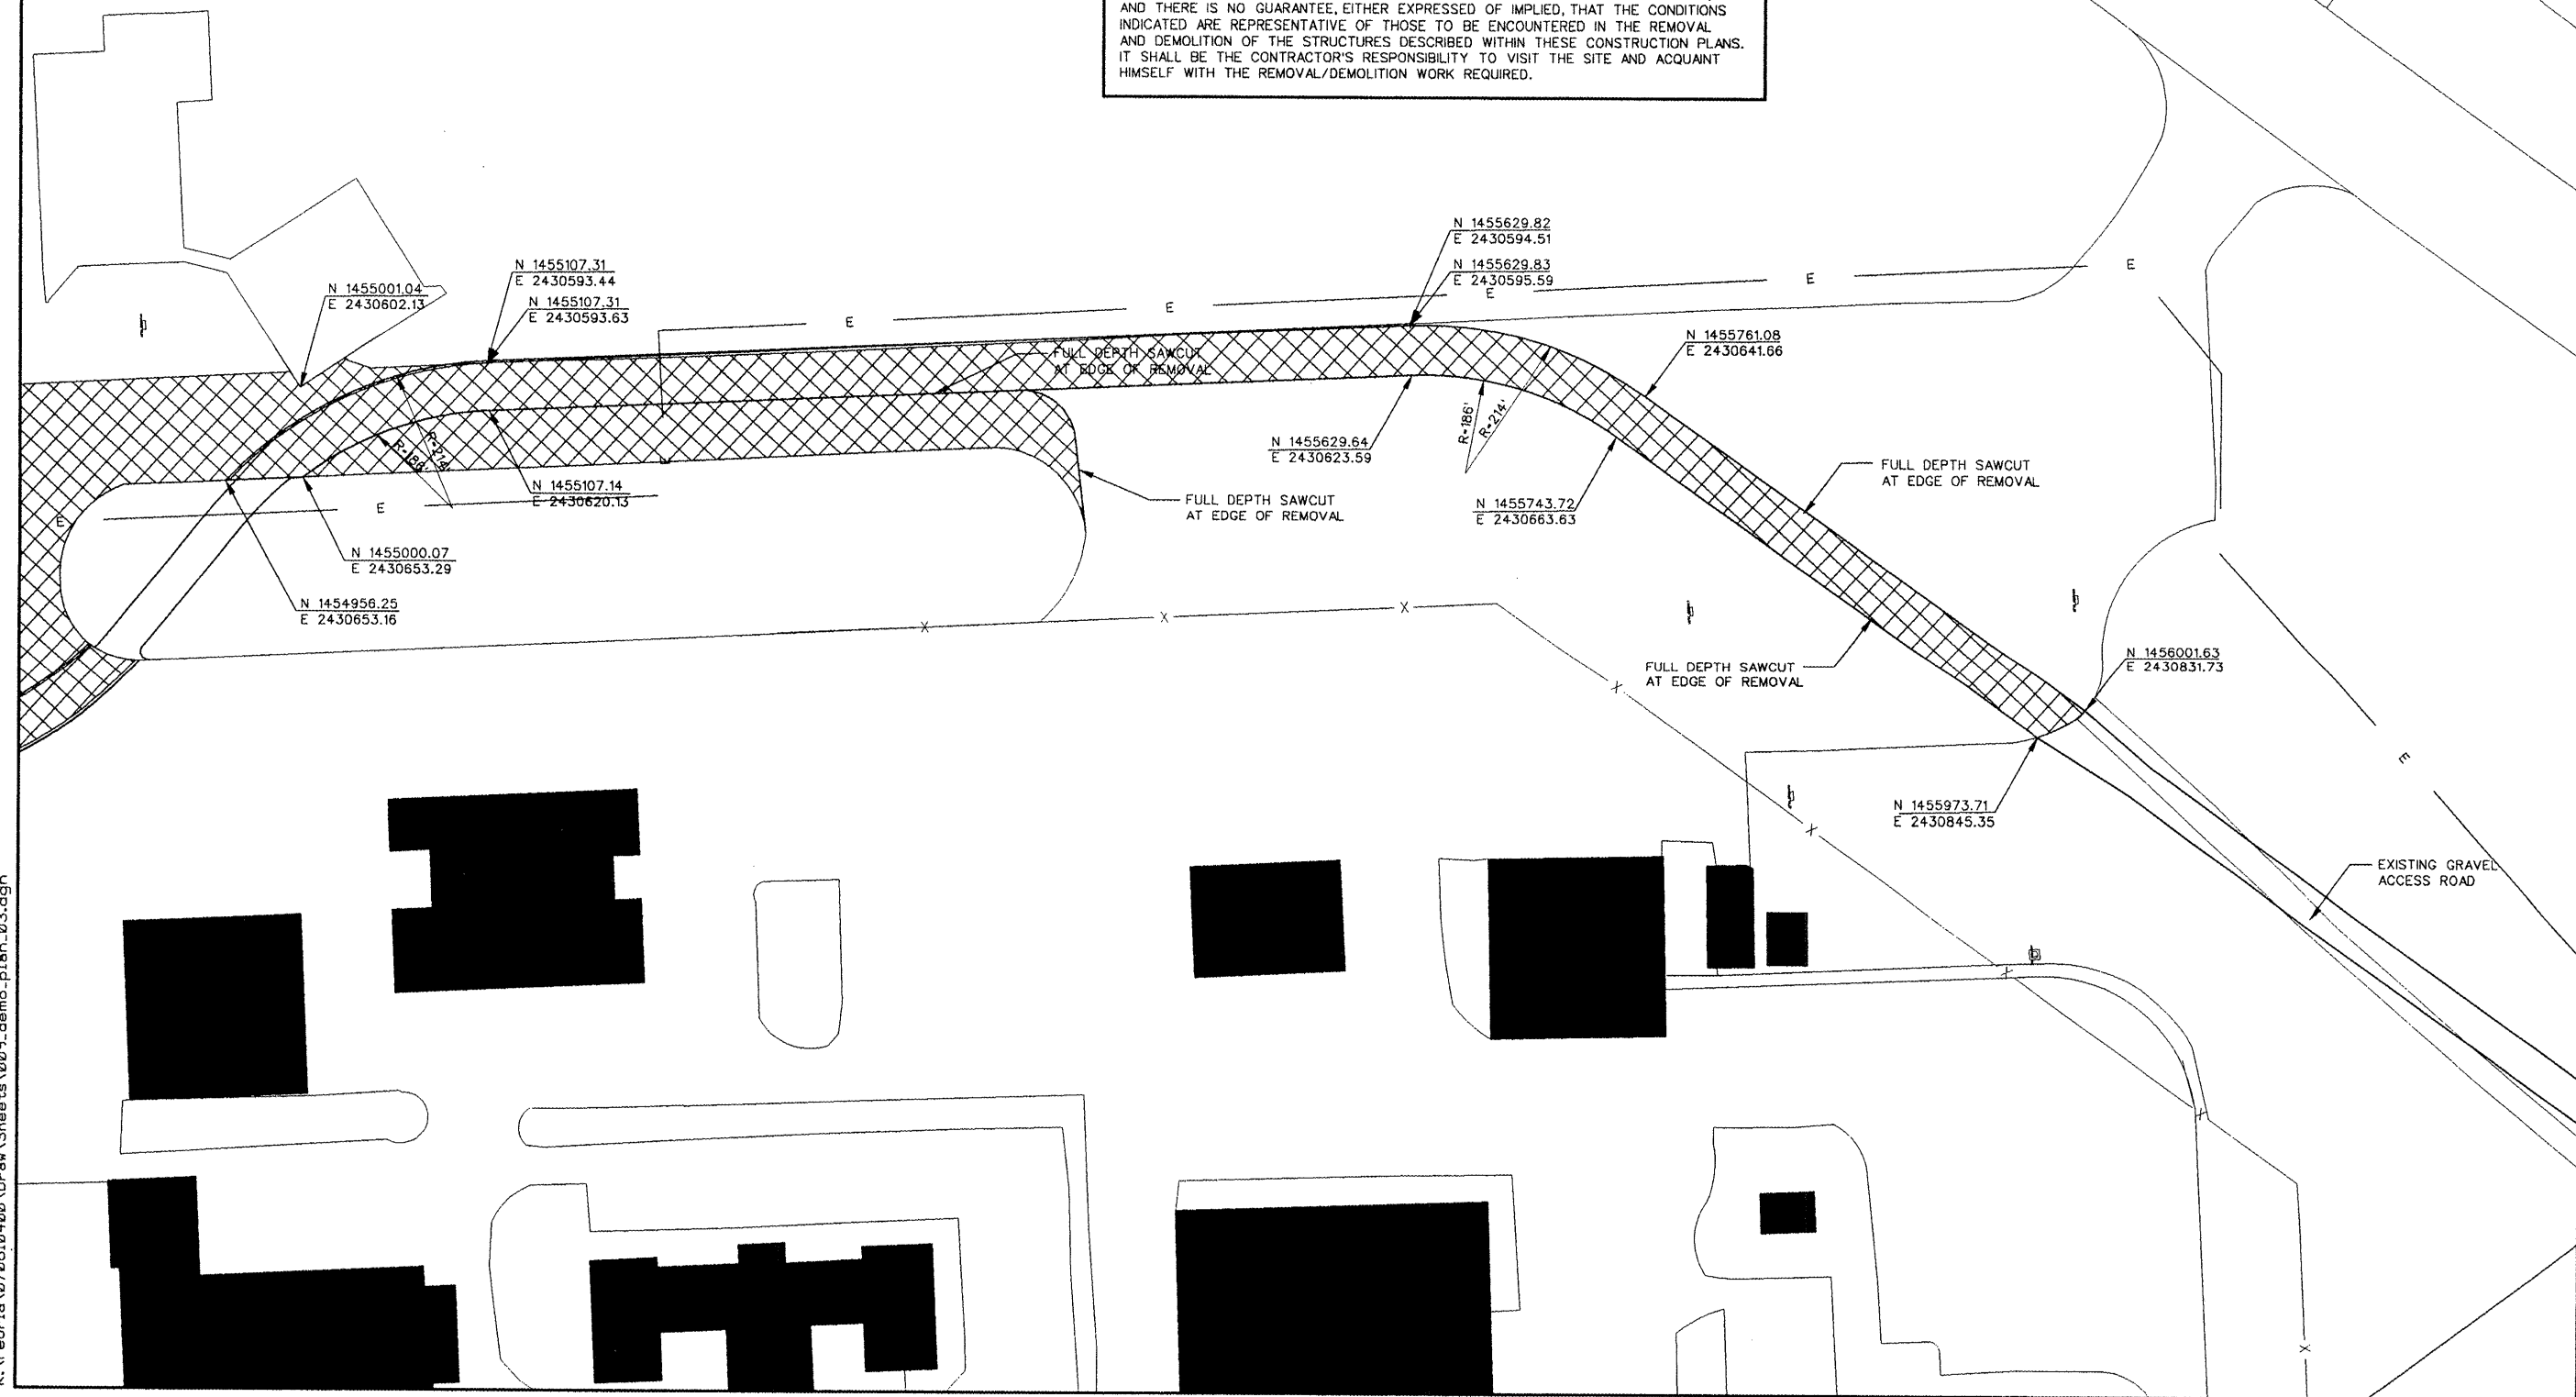 AND THERE IS NO GUARANTEE, EITHER EXPRESSED OF IMPLIED, THAT THE CONDITIONS
INDICATED ARE REPRESENTATIVE OF THOSE TO BE ENCOUNTERED IN THE REMOVAL
AND DEMOLITION OF THE STRUCTURES DESCRIBED WITHIN THESE CONSTRUCTION PLANS.
IT SHALL BE THE CONTRACTOR'S RESPONSIBILITY TO VISIT THE SITE AND ACQUAINT
HIMSELF WITH THE REMOVAL/DEMOLITION WORK REQUIRED.
N 1455629.82
E 2430594.51
N 1455629.83
E 2430595.59
N 1455107.31
E 2430593.44
N 1455001.04
E 2430602.13
N 1455107.31
E 2430593.63
E
E
E
E
E
N 1455761.08
E 2430641.66
FULL DEPTH SAWCUT
AT EDGE OF REMOVAL
R=186'
R=214'
R=186'
R=214'
N 1455629.64
E 2430623.59
FULL DEPTH SAWCUT
AT EDGE OF REMOVAL
N 1455107.14
E 2430620.13
FULL DEPTH SAWCUT
AT EDGE OF REMOVAL
N 1455743.72
E 2430663.63
E
E
N 1455000.07
E 2430653.29
N 1454956.25
E 2430653.16
X
X
X
FULL DEPTH SAWCUT
AT EDGE OF REMOVAL
N 1456001.63
E 2430831.73
X
E
N 1455973.71
E 2430845.35
X
EXISTING GRAVEL
ACCESS ROAD
X
X
X